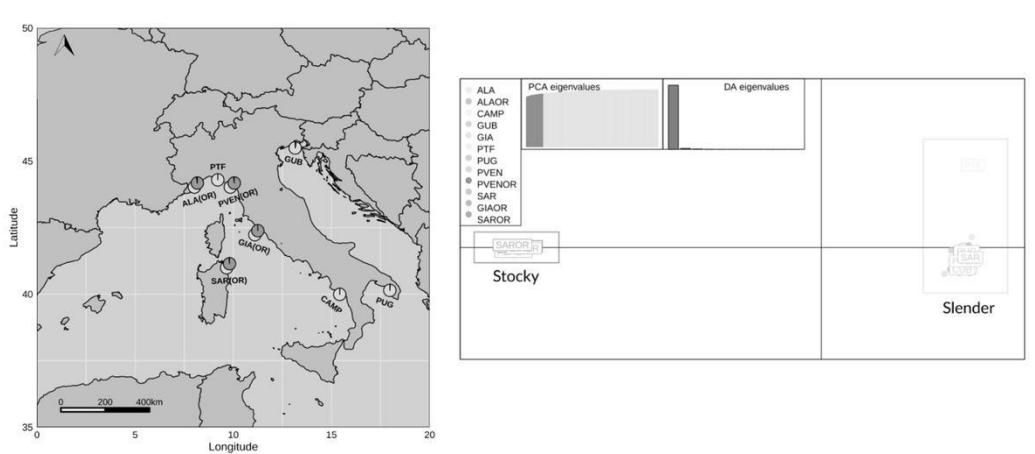 50
45
40
35
0
5
10
15
20
Latitude
Longitude
GUB
PTF
ALA(OR)
PVEN(OR)
GIA(OR)
SAR(OR)
CAMP
PUG
0 200 400km
PCA eigenvalues
DA eigenvalues
ALA
ALAOR
CAMP
GUB
GIA
PTF
PUG
PVEN
PVENOR
SAR
GIAOR
SAROR
PTF
SAROR
SAR
GUB
Stocky
Slender